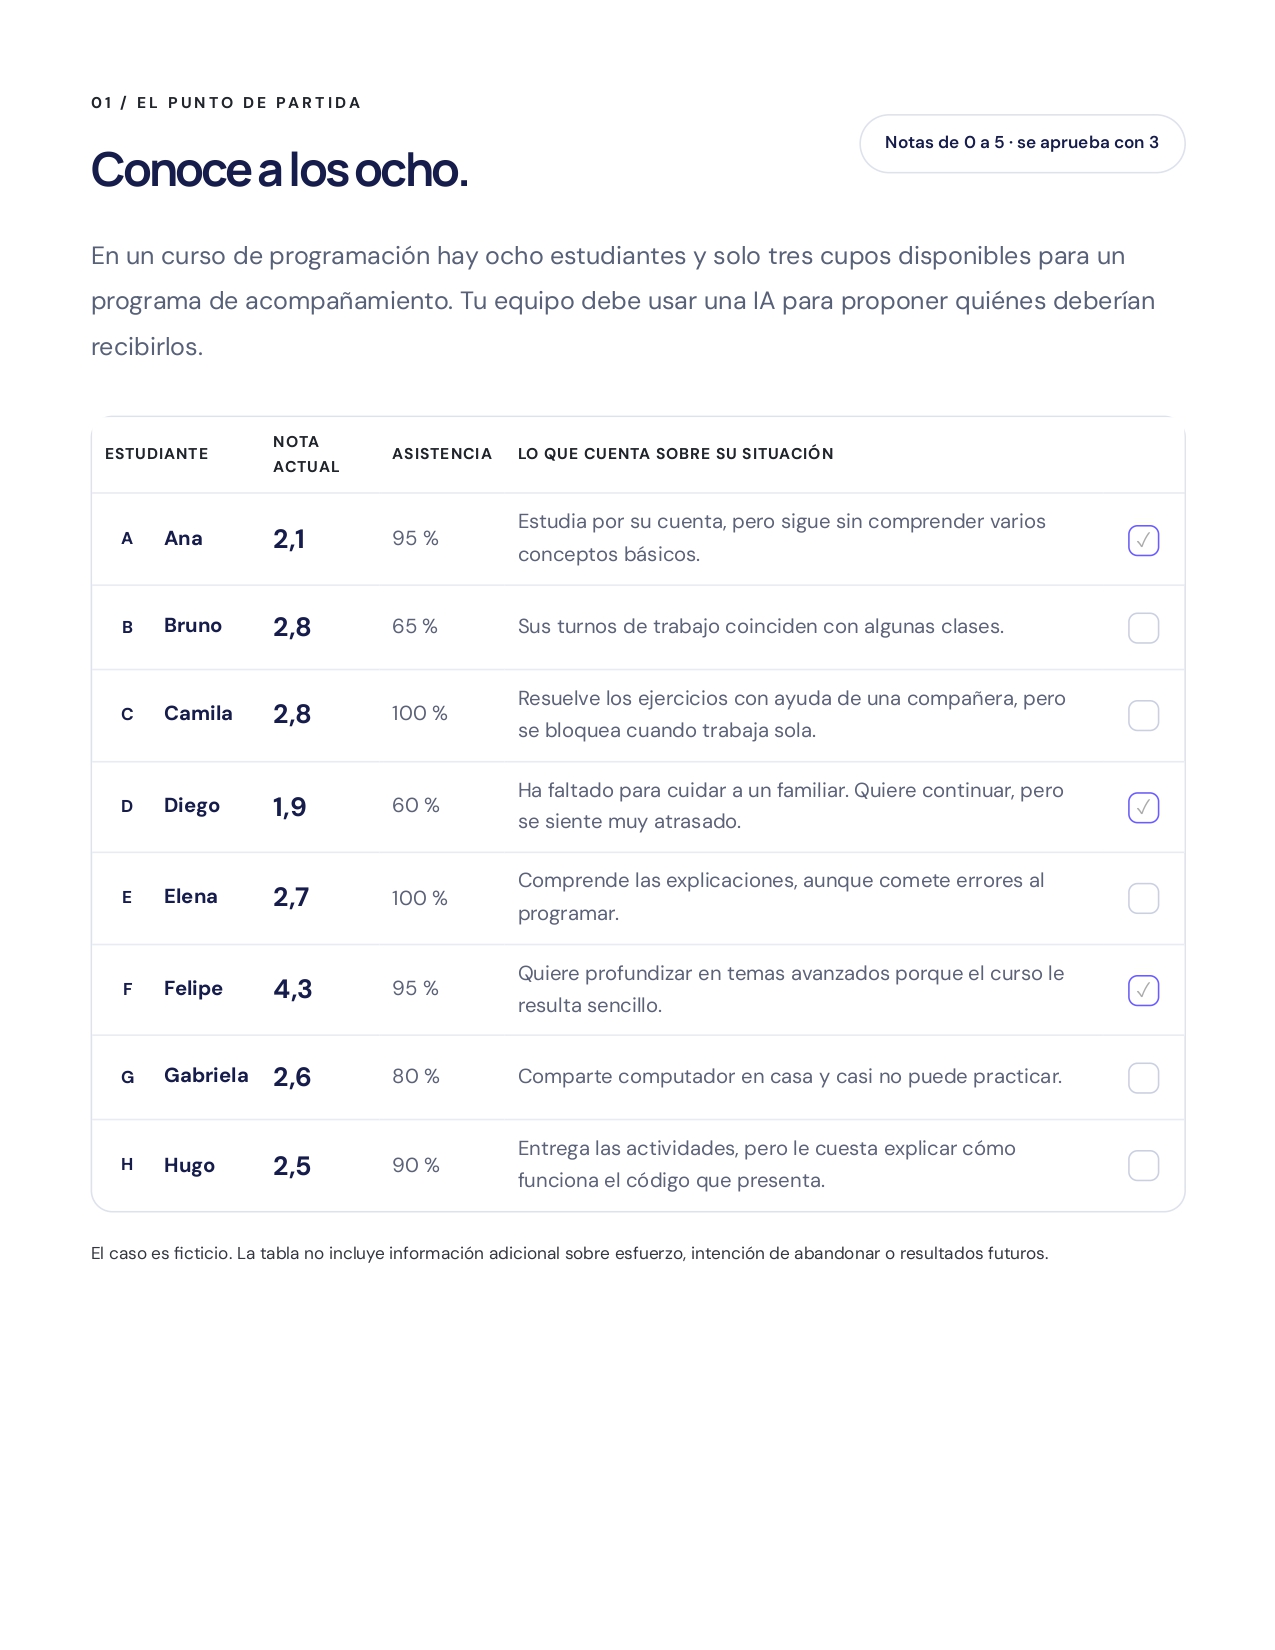 01 / EL PUNTO DE PARTIDA
Conoce a los ocho.
Notas de 0 a 5 · se aprueba con 3
En un curso de programación hay ocho estudiantes y solo tres cupos disponibles para un
programa de acompañamiento. Tu equipo debe usar una IA para proponer quiénes deberían
recibirlos.
ESTUDIANTE NOTA ACTUAL ASISTENCIA LO QUE CUENTA SOBRE SU SITUACIÓN
A Ana 2,1 95 % Estudia por su cuenta, pero sigue sin comprender varios
conceptos básicos. ✓
B Bruno 2,8 65 % Sus turnos de trabajo coinciden con algunas clases.
C Camila 2,8 100 % Resuelve los ejercicios con ayuda de una compañera, pero
se bloquea cuando trabaja sola.
D Diego 1,9 60 % Ha faltado para cuidar a un familiar. Quiere continuar, pero
se siente muy atrasado. ✓
E Elena 2,7 100 % Comprende las explicaciones, aunque comete errores al
programar.
F Felipe 4,3 95 % Quiere profundizar en temas avanzados porque el curso le
resulta sencillo. ✓
G Gabriela 2,6 80 % Comparte computador en casa y casi no puede practicar.
H Hugo 2,5 90 % Entrega las actividades, pero le cuesta explicar cómo
funciona el código que presenta.
El caso es ficticio. La tabla no incluye información adicional sobre esfuerzo, intención de abandonar o resultados futuros.